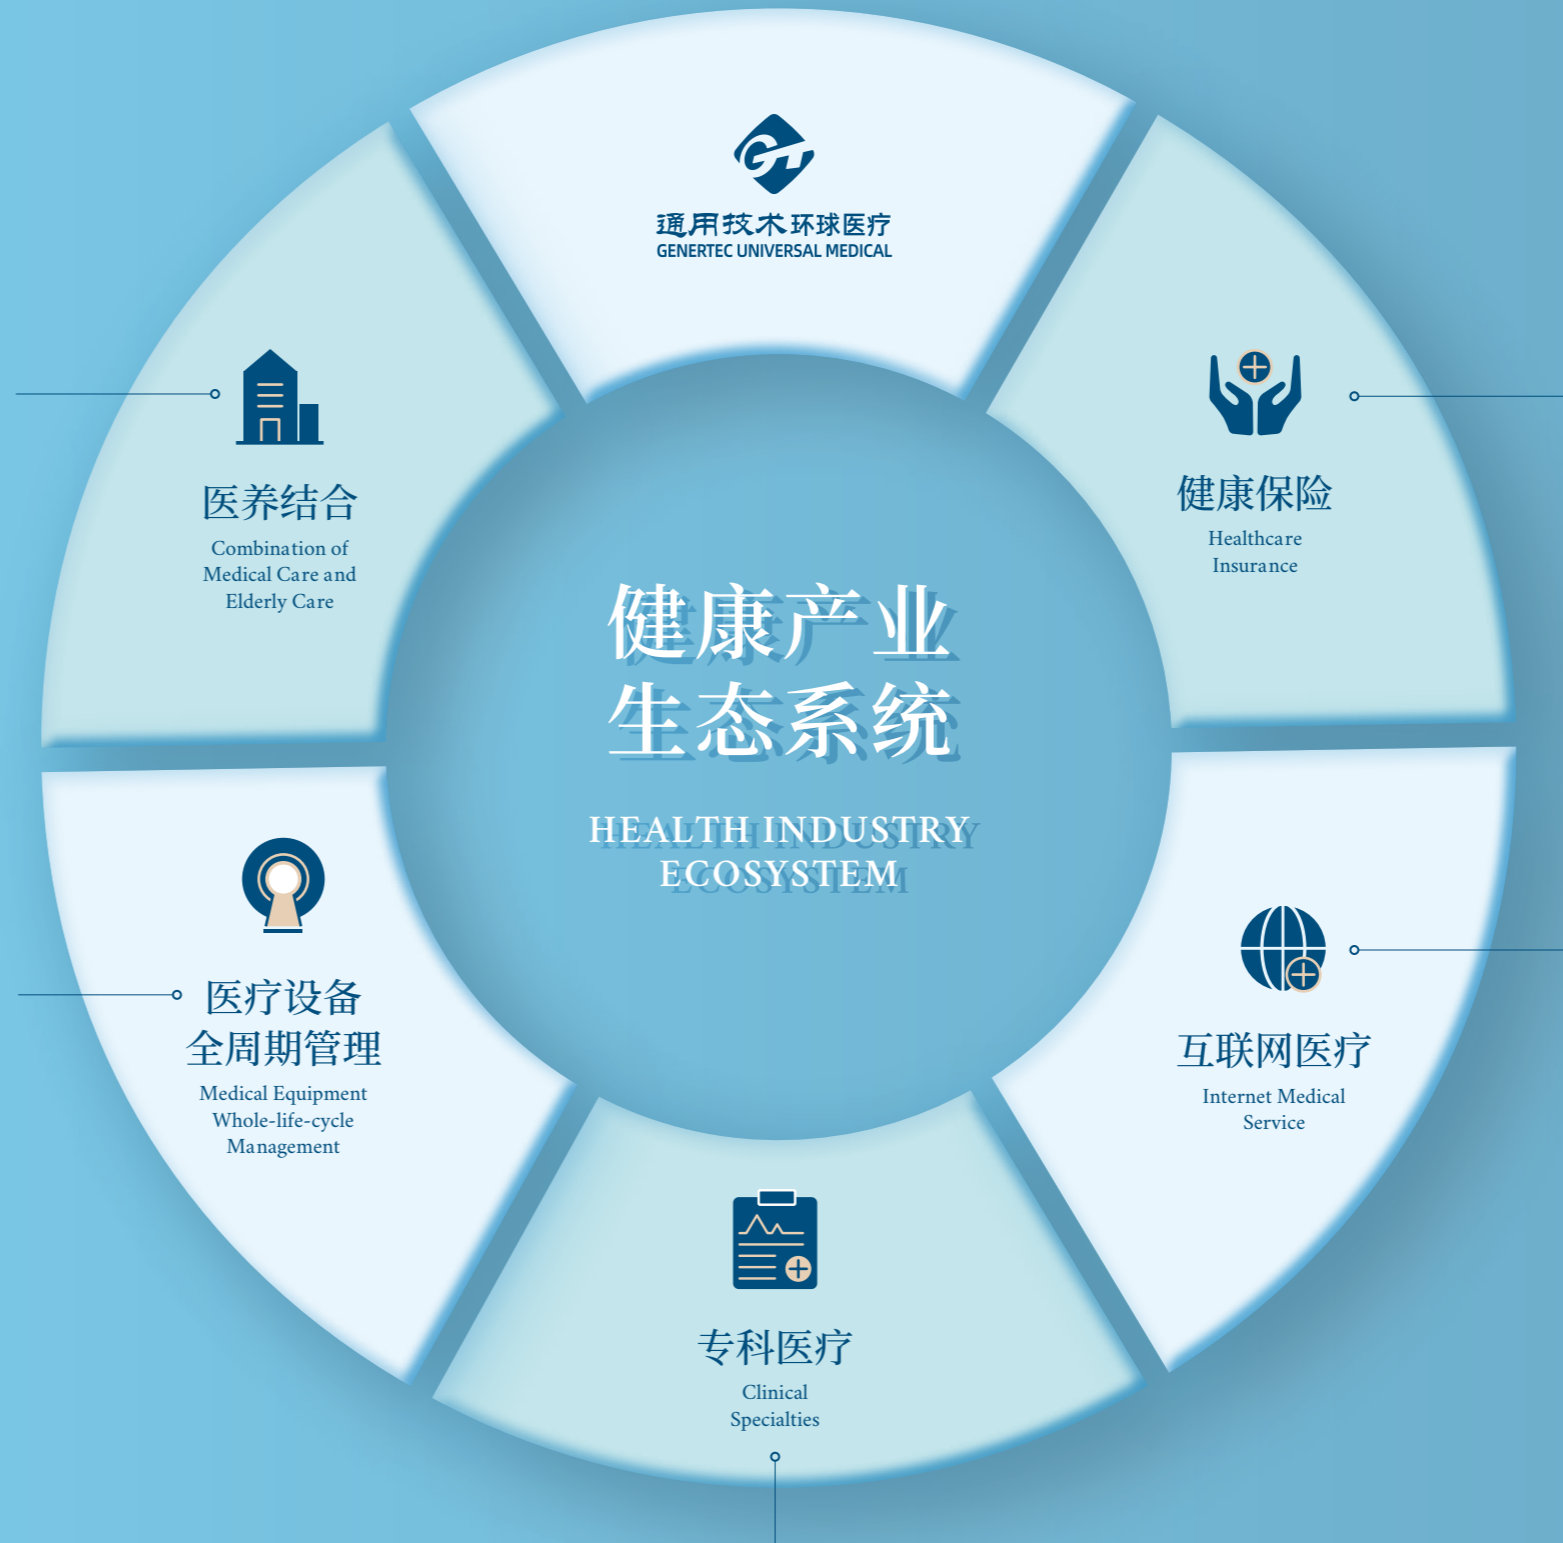 通用技术环球医疗
GENERTEC UNIVERSAL MEDICAL
医养结合
Combination of
Medical Care and
Elderly Care
健康保险
Healthcare
Insurance
健康产业
生态系统
HEALTH INDUSTRY
ECOSYSTEM
医疗设备
全周期管理
Medical Equipment
Whole-life-cycle
Management
互联网医疗
Internet Medical
Service
专科医疗
Clinical
Specialties